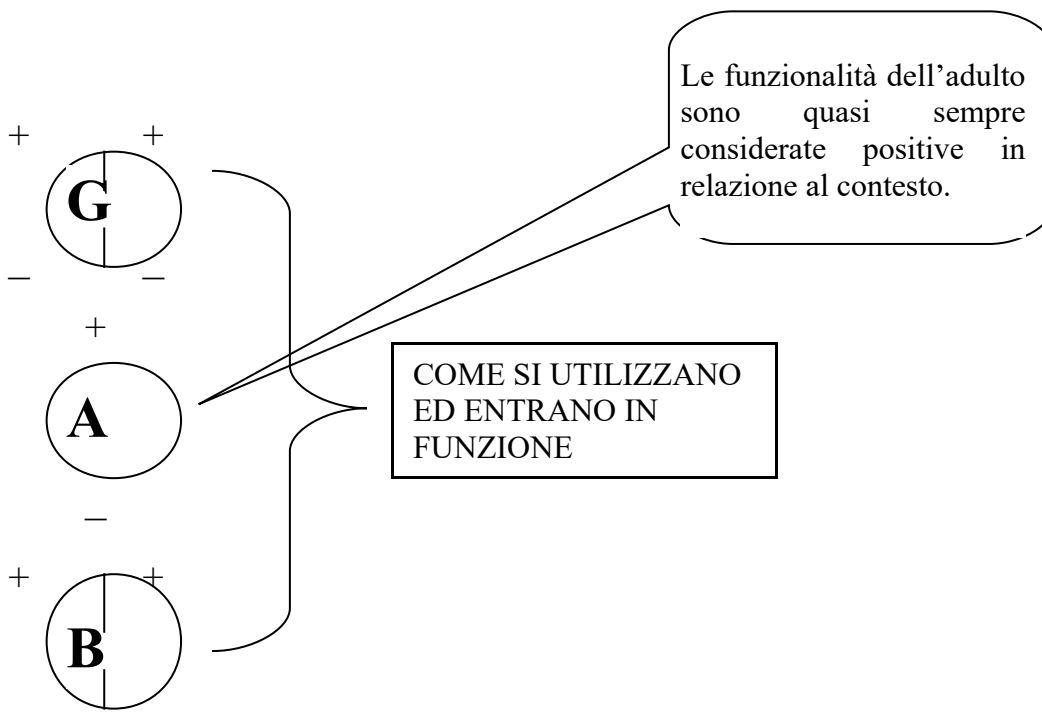 Le funzionalità dell'adulto
sono quasi sempre
considerate positive in
relazione al contesto.
+ +
G
– –
+
A
COME SI UTILIZZANO
ED ENTRANO IN
FUNZIONE
–
+ +
B